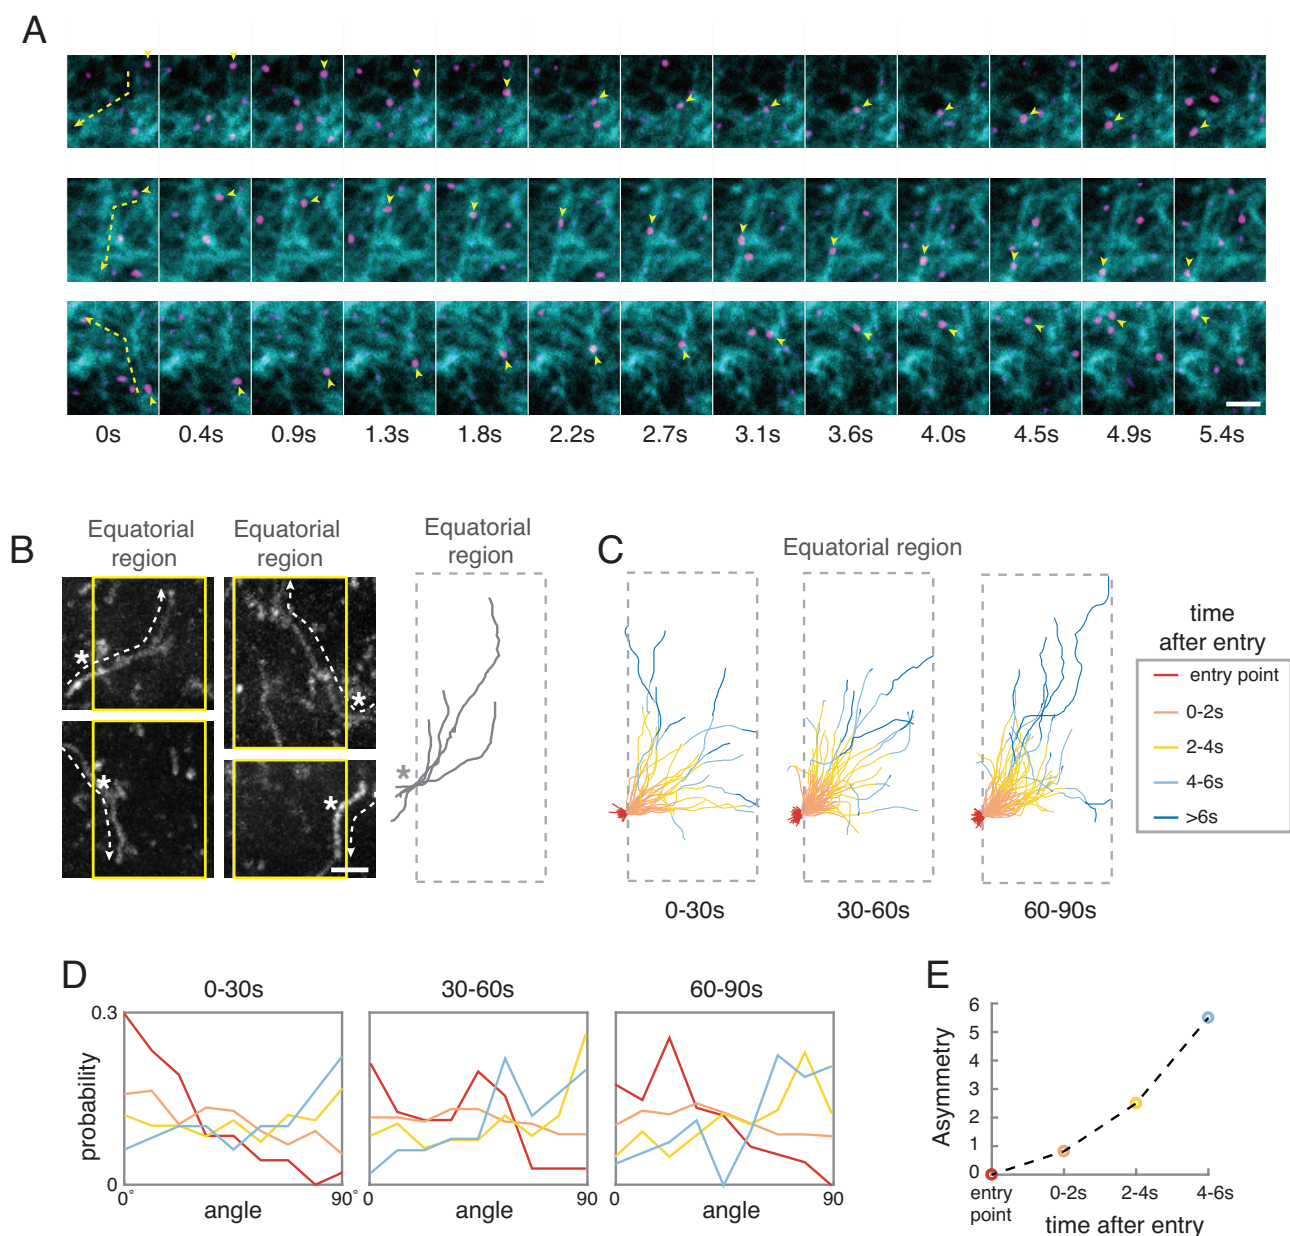 A
0s 0.4s 0.9s 1.3s 1.8s 2.2s 2.7s 3.1s 3.6s 4.0s 4.5s 4.9s 5.4s
B
Equatorial
region
Equatorial
region
Equatorial
region
*
*
*
*
*
C
Equatorial region
0-30s 30-60s 60-90s
time
after entry
entry point
0-2s
2-4s
4-6s
>6s
D
0-30s 30-60s 60-90s
probability
0.3
0
0° 90° 0 90 0 90
angle angle angle
E
Asymmetry
6
5
4
3
2
1
0
entry
point
0-2s 2-4s 4-6s
time after entry